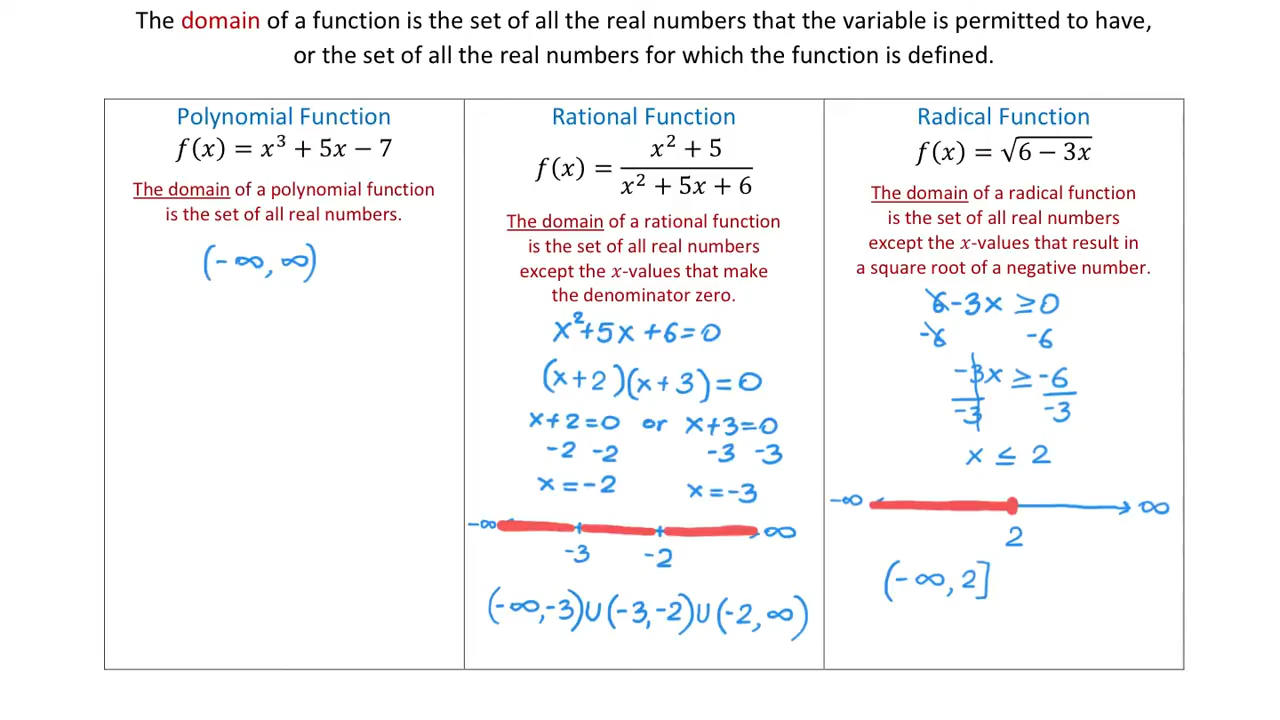 The domain of a function is the set of all the real numbers that the variable is permitted to have,
or the set of all the real numbers for which the function is defined.
Polynomial Function
f(x) = x³ + 5x − 7
The domain of a polynomial function
is the set of all real numbers.
(-∞, ∞)
Rational Function
f(x) = (x² + 5)/(x² + 5x + 6)
The domain of a rational function
is the set of all real numbers
except the x-values that make
the denominator zero.
x²+5x+6=0
(x+2)(x+3)=0
x+2=0 or x+3=0
-2 -2 -3 -3
x=-2 x=-3
-∞ ∞
-3 -2
(-∞,-3)∪(-3,-2)∪(-2,∞)
Radical Function
f(x) = √(6 − 3x)
The domain of a radical function
is the set of all real numbers
except the x-values that result in
a square root of a negative number.
6-3x ≥0
-6 -6
-3x ≥ -6
-3 -3
x ≤ 2
-∞ ∞
2
(-∞, 2]